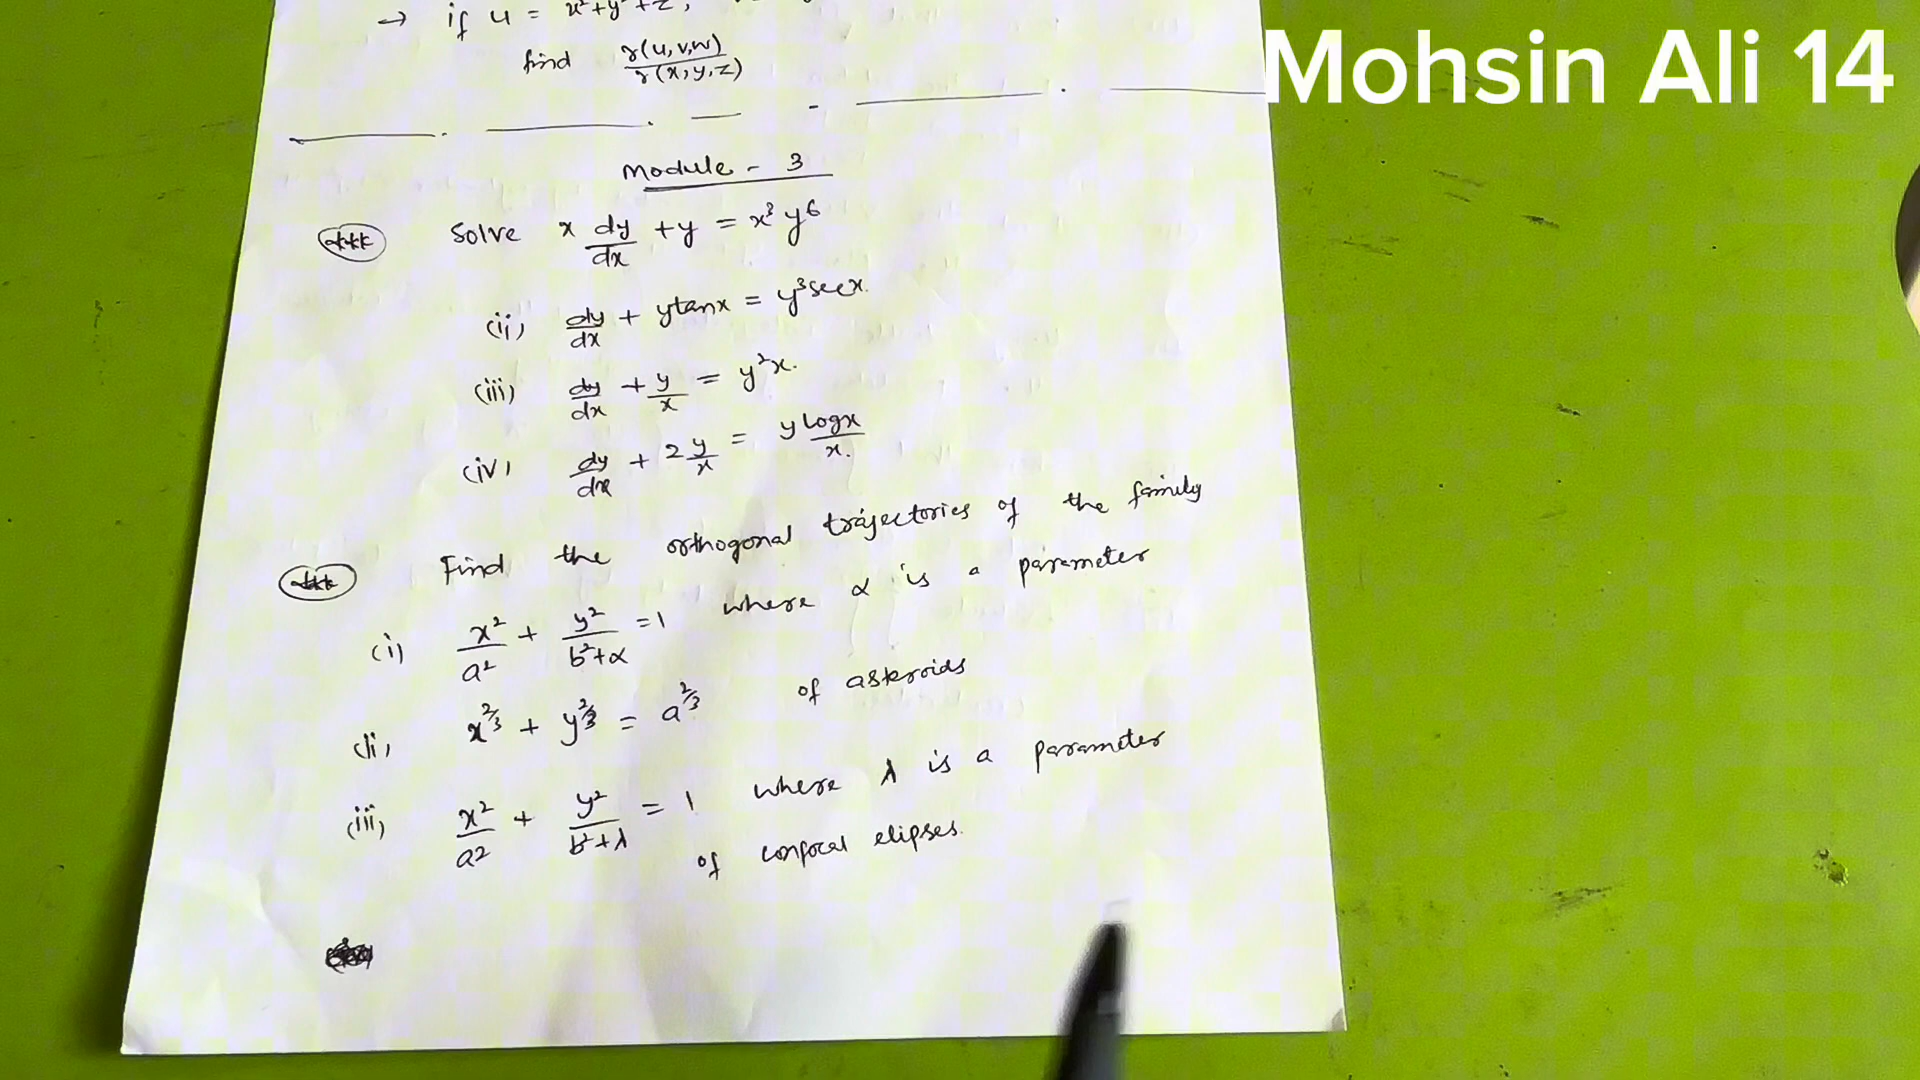 → if u = x²+y²+z,
Mohsin Ali 14
find ∂(u,v,w)/∂(x,y,z)
Module - 3
*** Solve x dy/dx + y = x³y⁶
(ii) dy/dx + ytanx = y³secx.
(iii) dy/dx + y/x = y²x.
(iv) dy/dx + 2y/x = y logx/x.
*** Find the orthogonal trajectories of the family
(i) x²/a² + y²/(b²+α) = 1 where α is a parameter
(ii) x^(2/3) + y^(2/3) = a^(2/3) of asteroids
(iii) x²/a² + y²/(b²+λ) = 1 where λ is a parameter
of confocal elipses.